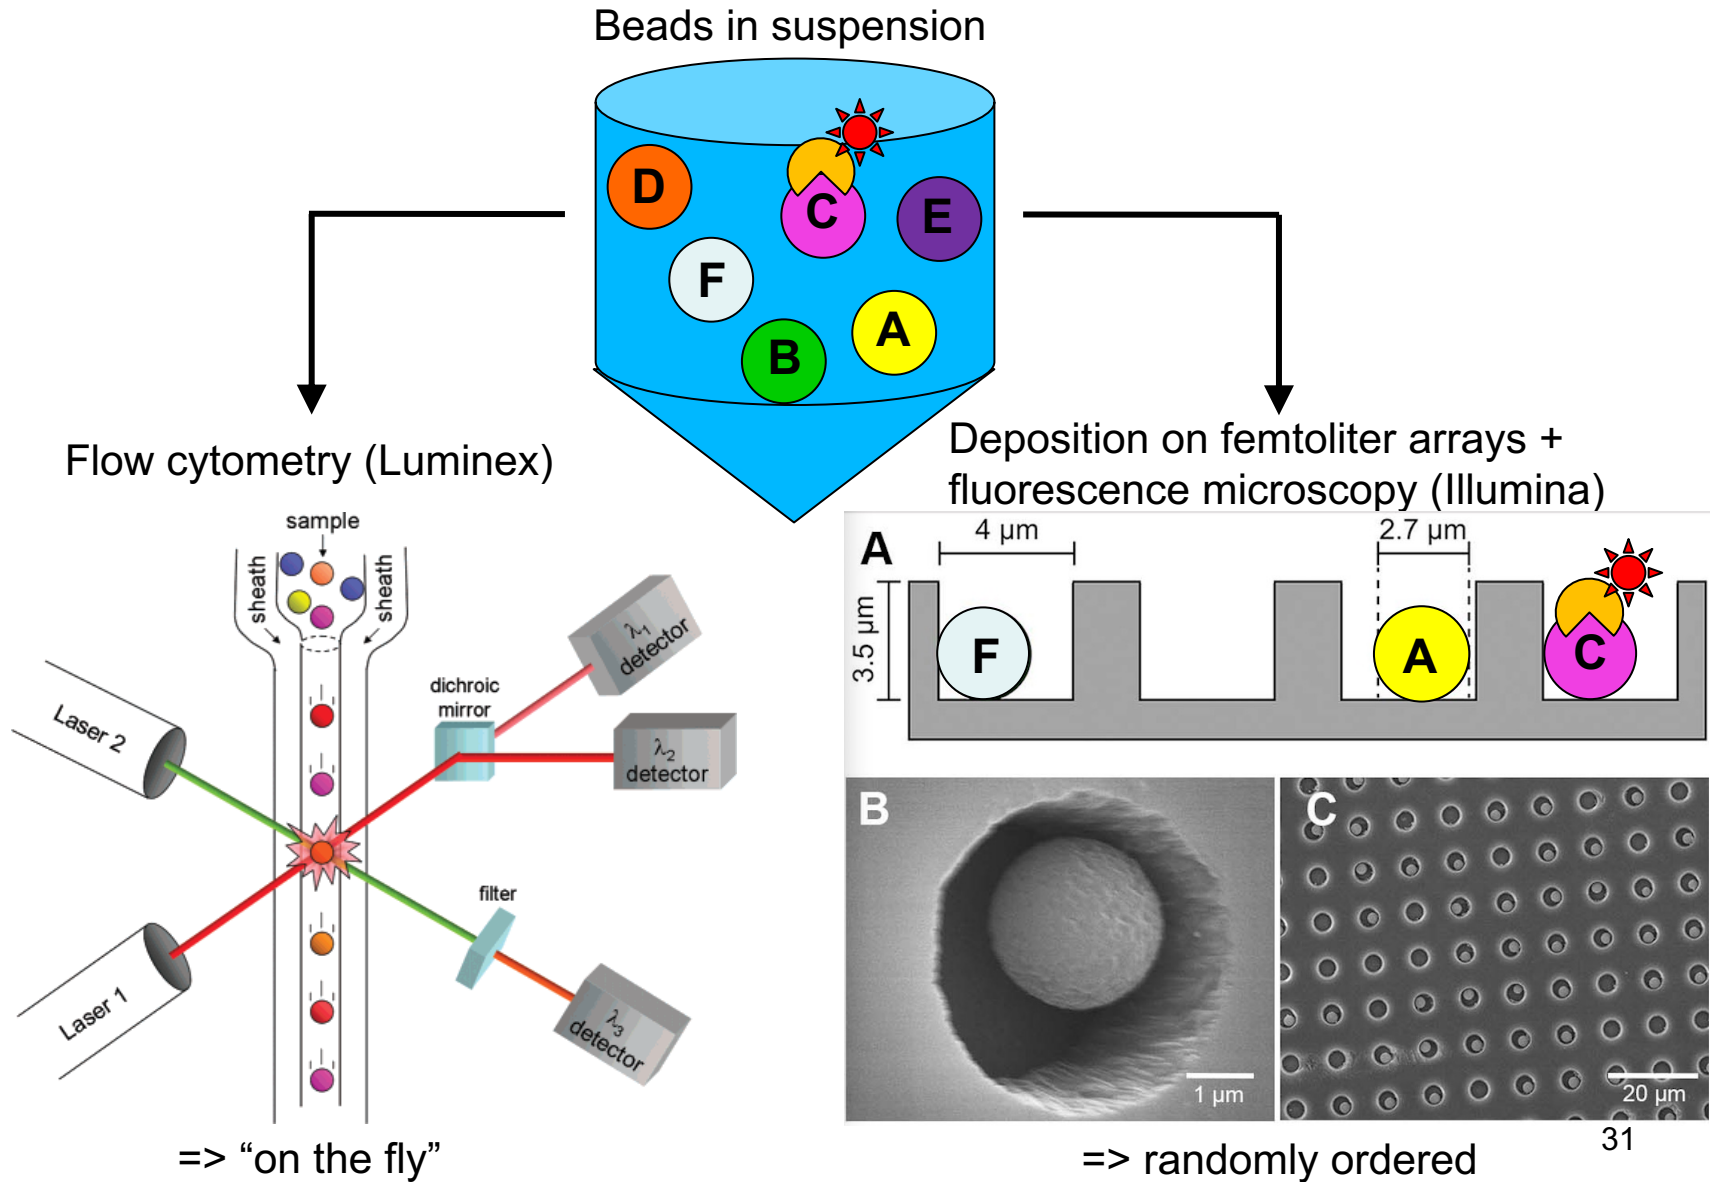 Beads in suspension
D
C
E
F
A
B
Flow cytometry (Luminex)
sample
sheath
sheath
λ1
detector
dichroic
mirror
λ2
detector
Laser 2
filter
Laser 1
λ3
detector
=> “on the fly”
Deposition on femtoliter arrays +
fluorescence microscopy (Illumina)
A
4 µm
2.7 µm
3.5 µm
F
A
C
B
1 µm
C
20 µm
=> randomly ordered
31